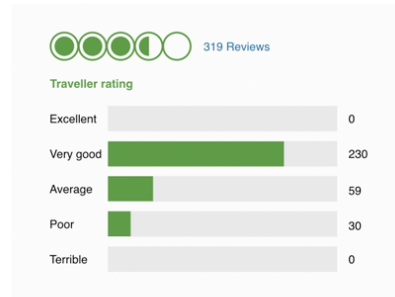 319 Reviews
Traveller rating
Excellent 0
Very good 230
Average 59
Poor 30
Terrible 0